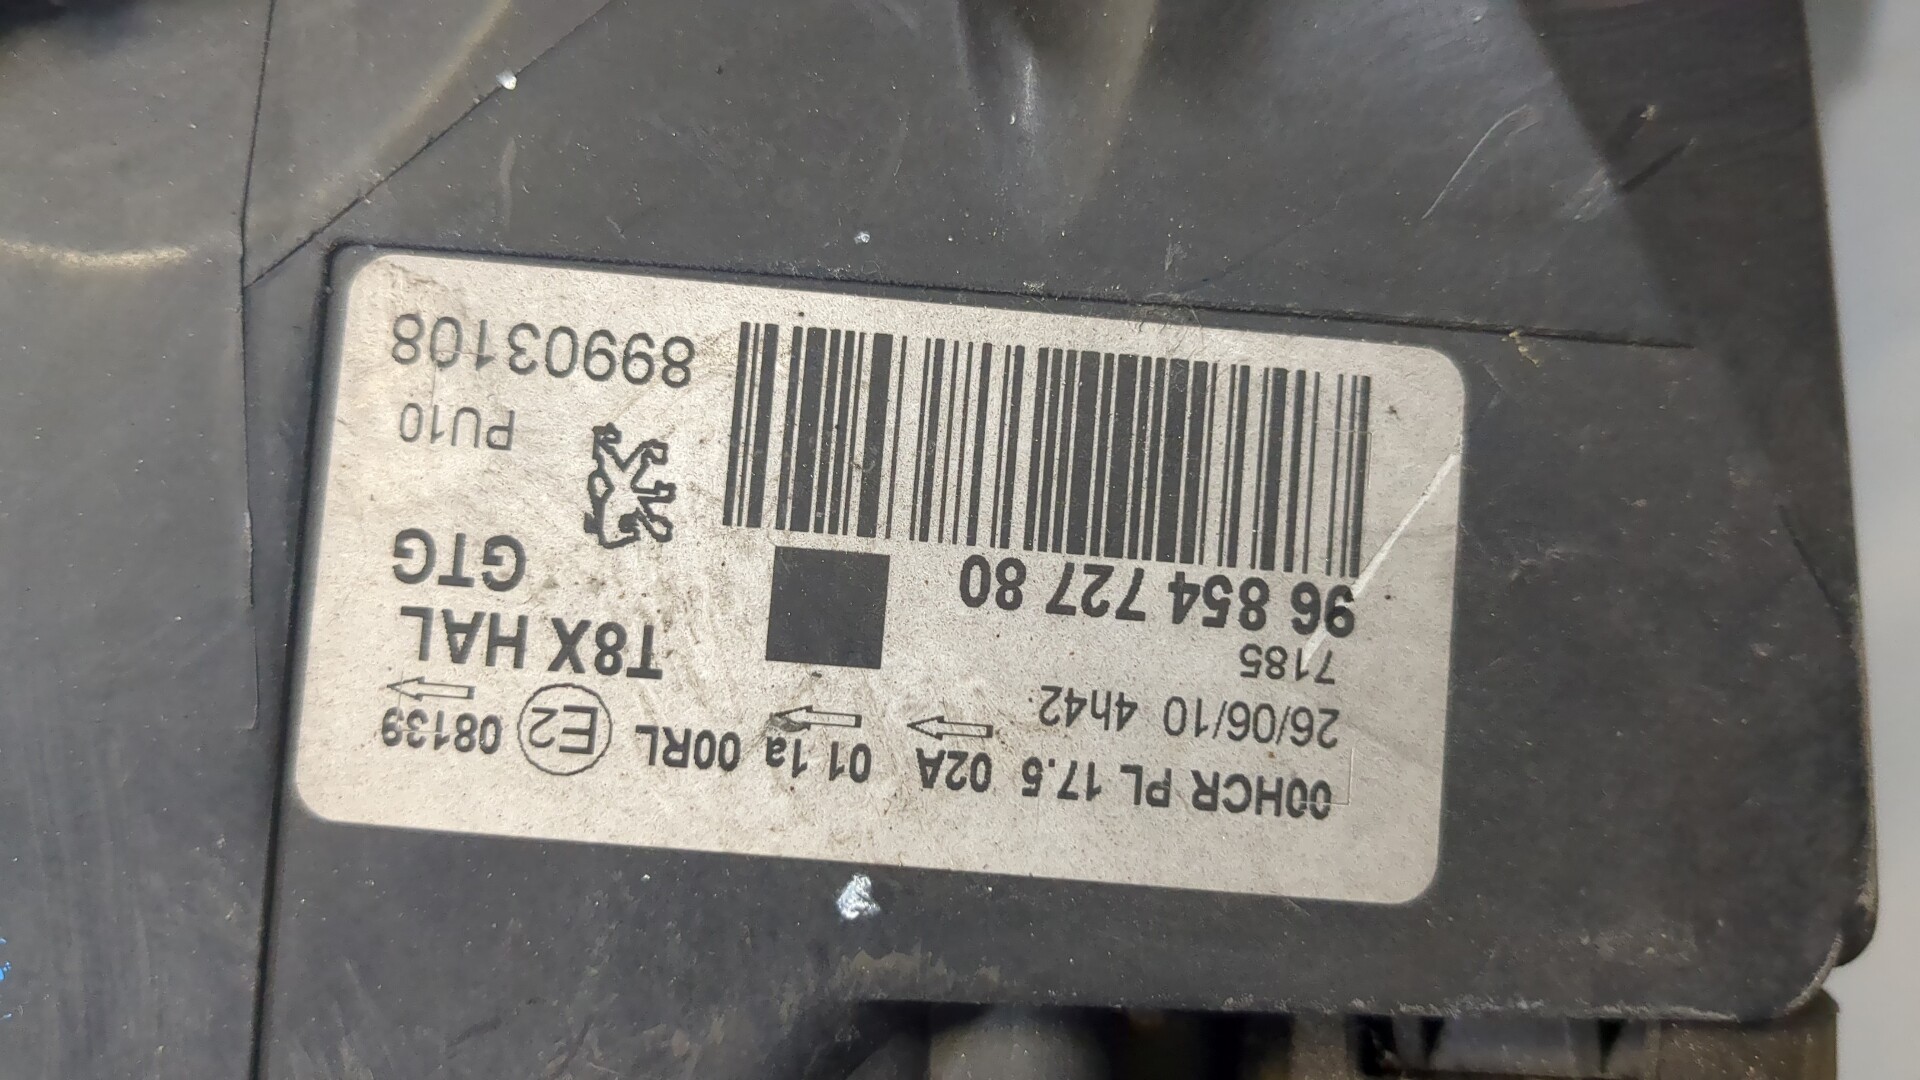 00HCR PL 17.5 02A 01 1a 00RL E2 08139
26/06/10 4h42
7185
96 854 727 80
T8X HAL
GTG
PU10
89903108